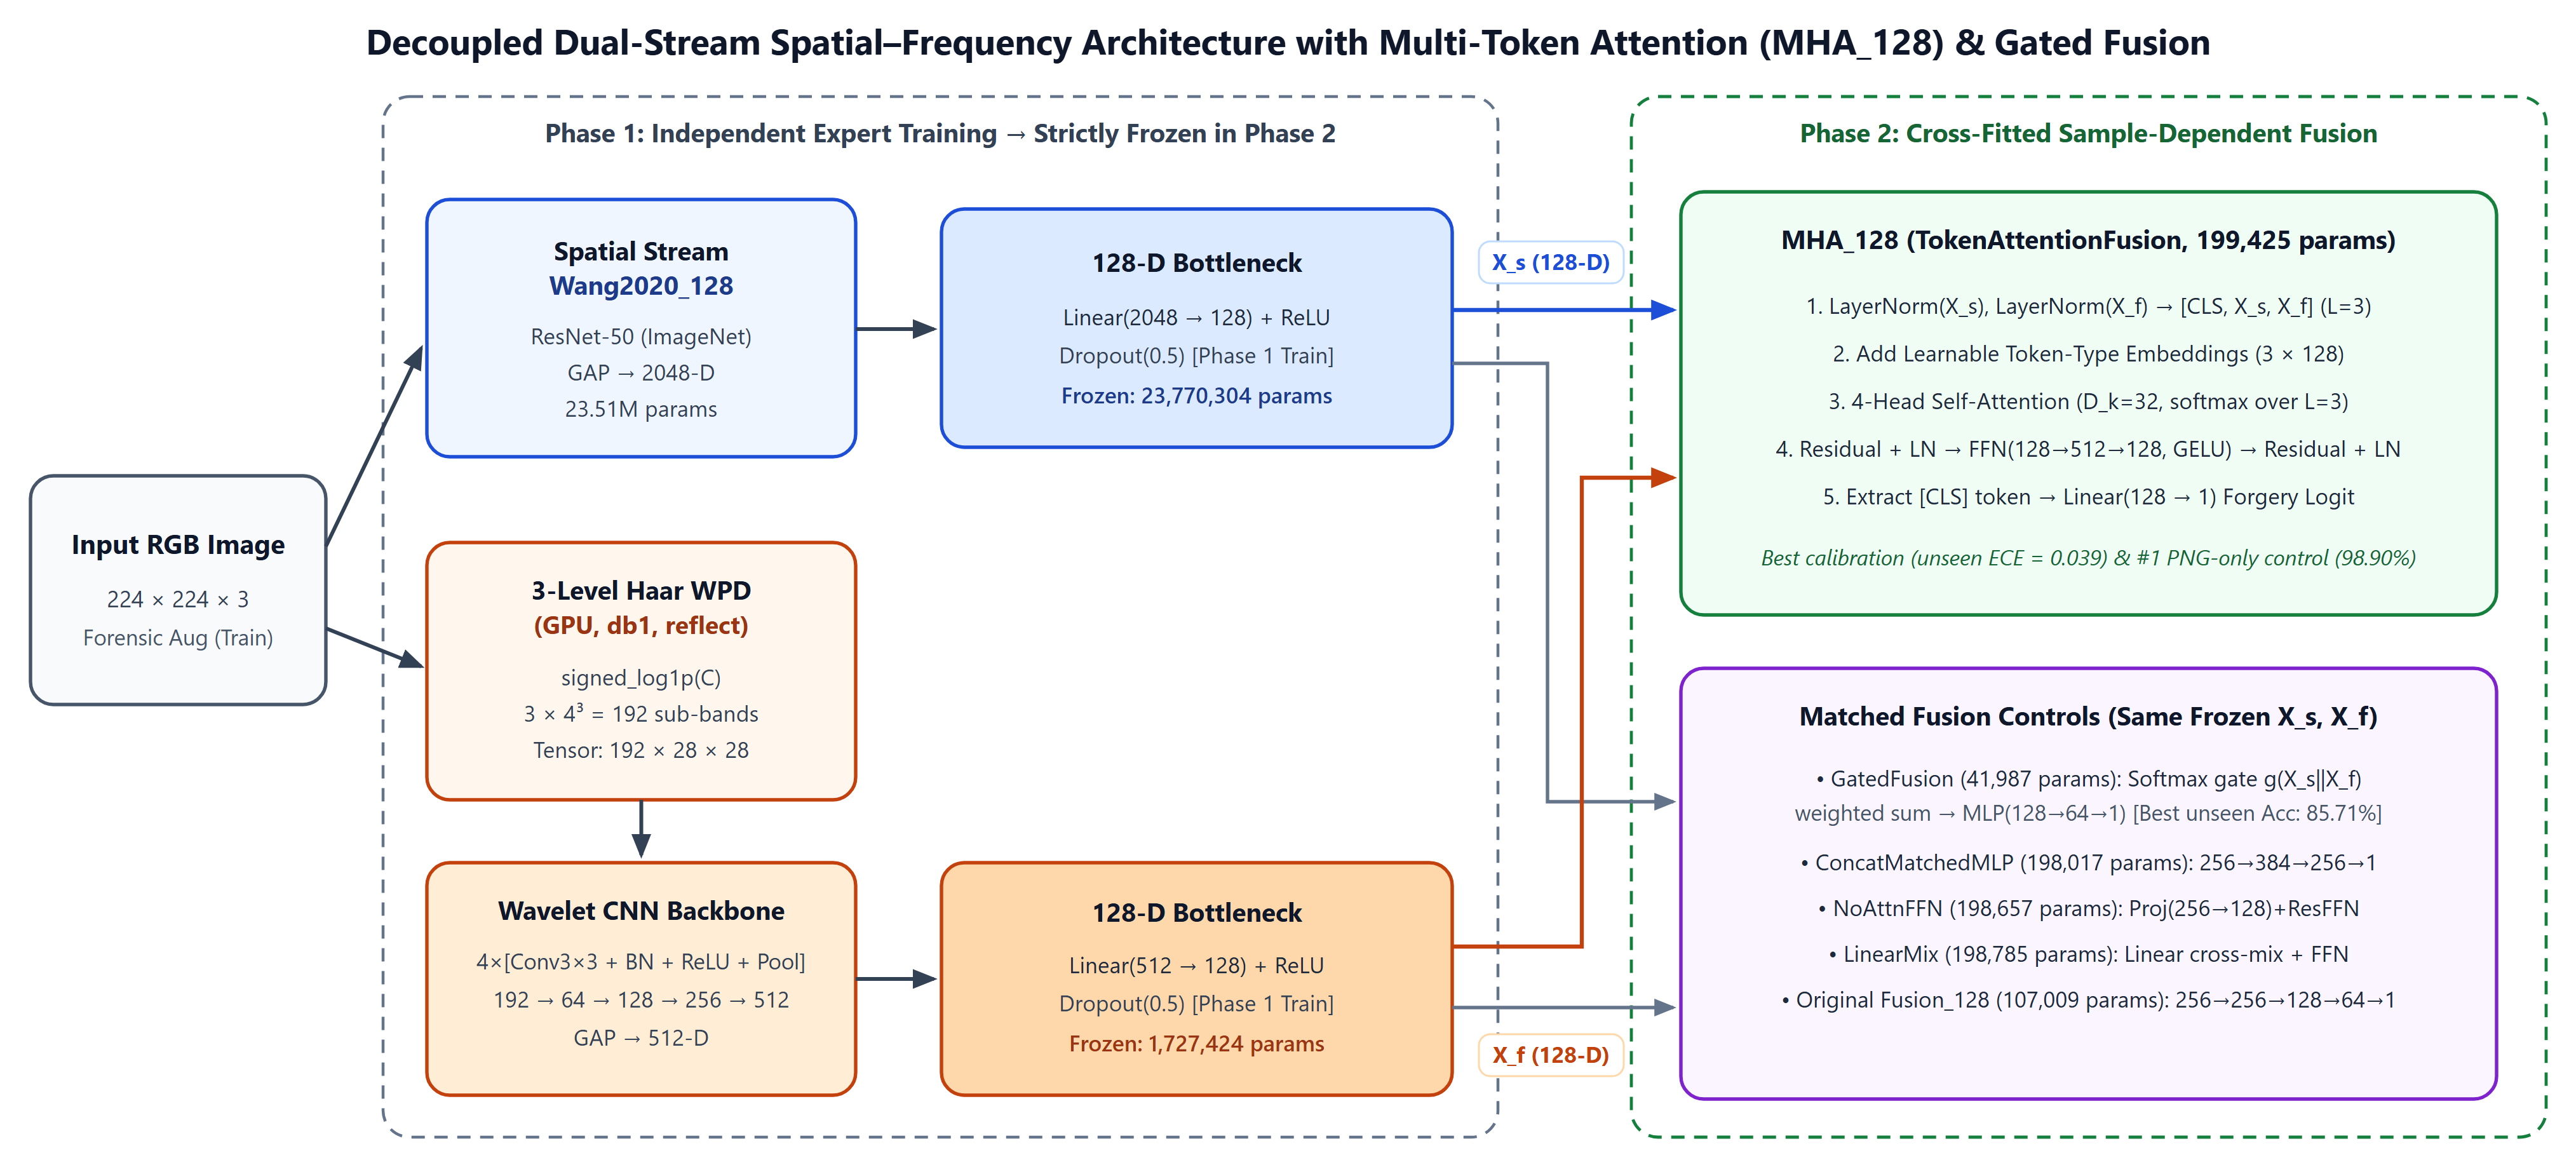 Decoupled Dual-Stream Spatial–Frequency Architecture with Multi-Token Attention (MHA_128) & Gated Fusion
Input RGB Image
224 × 224 × 3
Forensic Aug (Train)
Phase 1: Independent Expert Training → Strictly Frozen in Phase 2
Spatial Stream
Wang2020_128
ResNet-50 (ImageNet)
GAP → 2048-D
23.51M params
128-D Bottleneck
Linear(2048 → 128) + ReLU
Dropout(0.5) [Phase 1 Train]
Frozen: 23,770,304 params
3-Level Haar WPD
(GPU, db1, reflect)
signed_log1p(C)
3 × 4³ = 192 sub-bands
Tensor: 192 × 28 × 28
Wavelet CNN Backbone
4×[Conv3×3 + BN + ReLU + Pool]
192 → 64 → 128 → 256 → 512
GAP → 512-D
128-D Bottleneck
Linear(512 → 128) + ReLU
Dropout(0.5) [Phase 1 Train]
Frozen: 1,727,424 params
X_s (128-D)
X_f (128-D)
Phase 2: Cross-Fitted Sample-Dependent Fusion
MHA_128 (TokenAttentionFusion, 199,425 params)
1. LayerNorm(X_s), LayerNorm(X_f) → [CLS, X_s, X_f] (L=3)
2. Add Learnable Token-Type Embeddings (3 × 128)
3. 4-Head Self-Attention (D_k=32, softmax over L=3)
4. Residual + LN → FFN(128→512→128, GELU) → Residual + LN
5. Extract [CLS] token → Linear(128 → 1) Forgery Logit
Best calibration (unseen ECE = 0.039) & #1 PNG-only control (98.90%)
Matched Fusion Controls (Same Frozen X_s, X_f)
• GatedFusion (41,987 params): Softmax gate g(X_s||X_f)
weighted sum → MLP(128→64→1) [Best unseen Acc: 85.71%]
• ConcatMatchedMLP (198,017 params): 256→384→256→1
• NoAttnFFN (198,657 params): Proj(256→128)+ResFFN
• LinearMix (198,785 params): Linear cross-mix + FFN
• Original Fusion_128 (107,009 params): 256→256→128→64→1